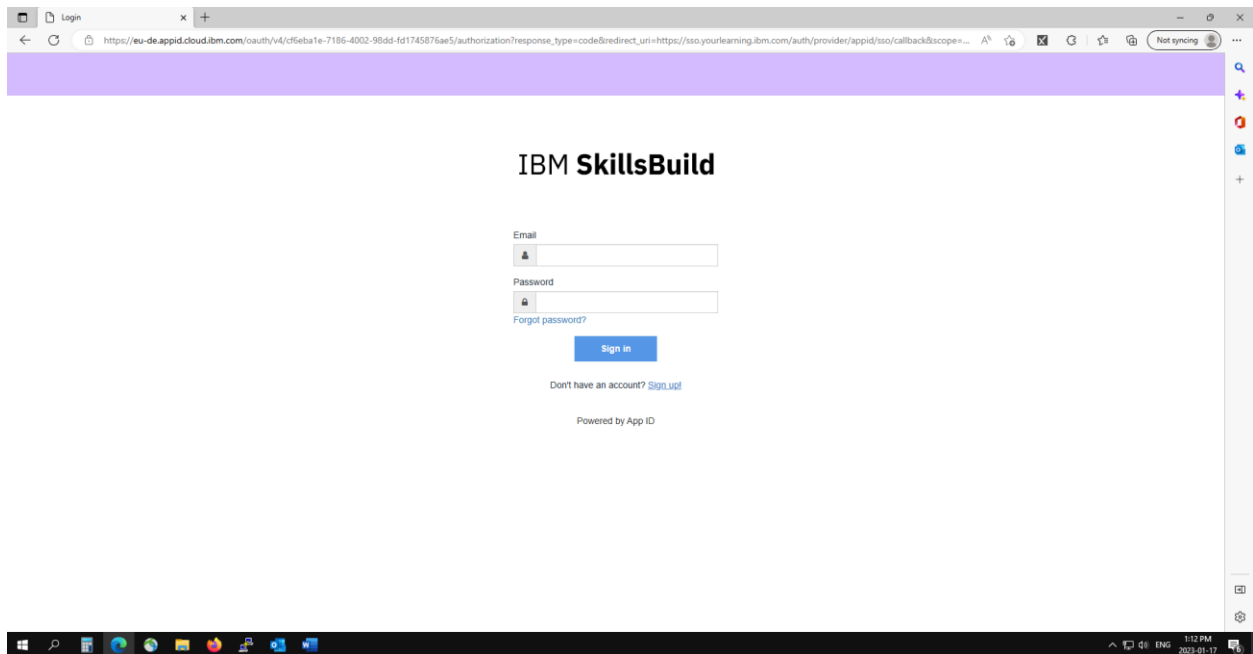 Login
https://eu-de.appid.cloud.ibm.com/oauth/v4/cf6eba1e-7186-4002-98dd-fd1745876ae5/authorization?response_type=code&redirect_uri=https://sso.yourlearning.ibm.com/auth/provider/appid/sso/callback&scope=...
Not syncing
IBM SkillsBuild
Email
Password
Forgot password?
Sign in
Don't have an account? Sign up!
Powered by App ID
ENG
1:12 PM
2023-01-17